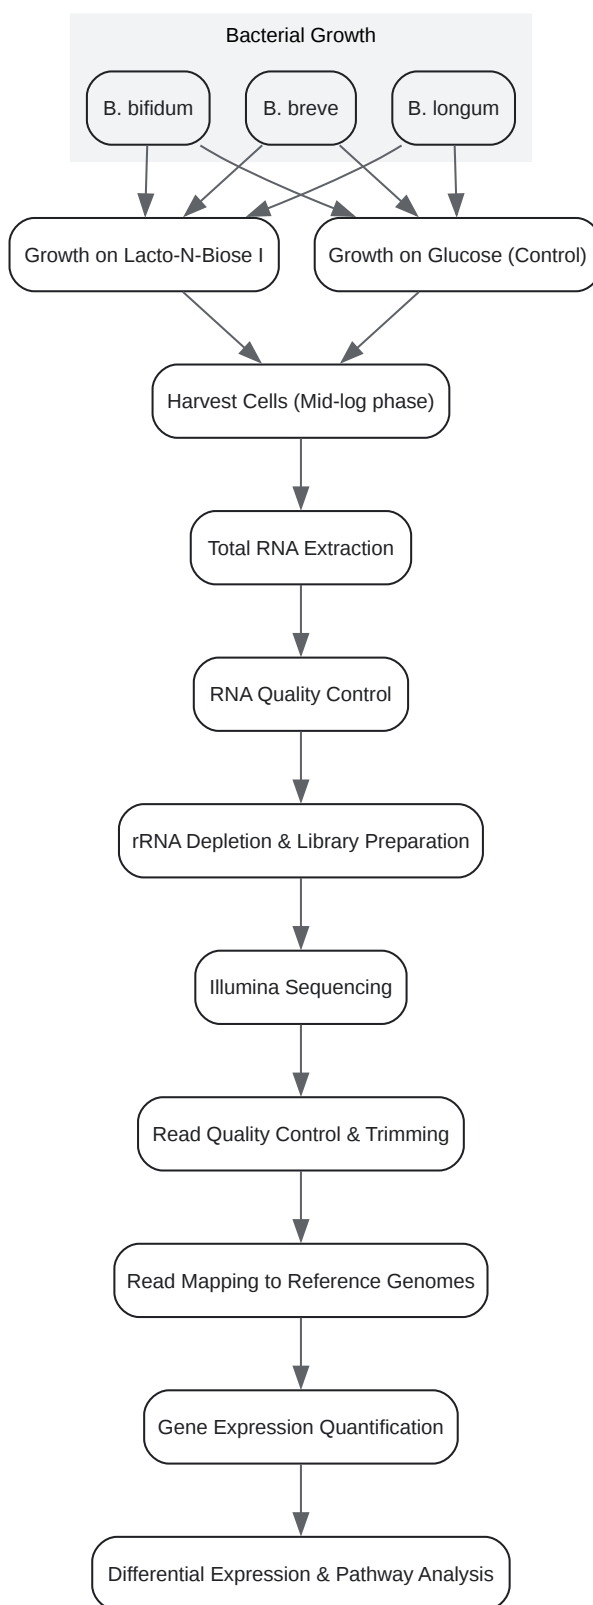 Bacterial Growth
B. bifidum
B. breve
B. longum
Growth on Lacto-N-Biose I
Growth on Glucose (Control)
Harvest Cells (Mid-log phase)
Total RNA Extraction
RNA Quality Control
rRNA Depletion & Library Preparation
Illumina Sequencing
Read Quality Control & Trimming
Read Mapping to Reference Genomes
Gene Expression Quantification
Differential Expression & Pathway Analysis